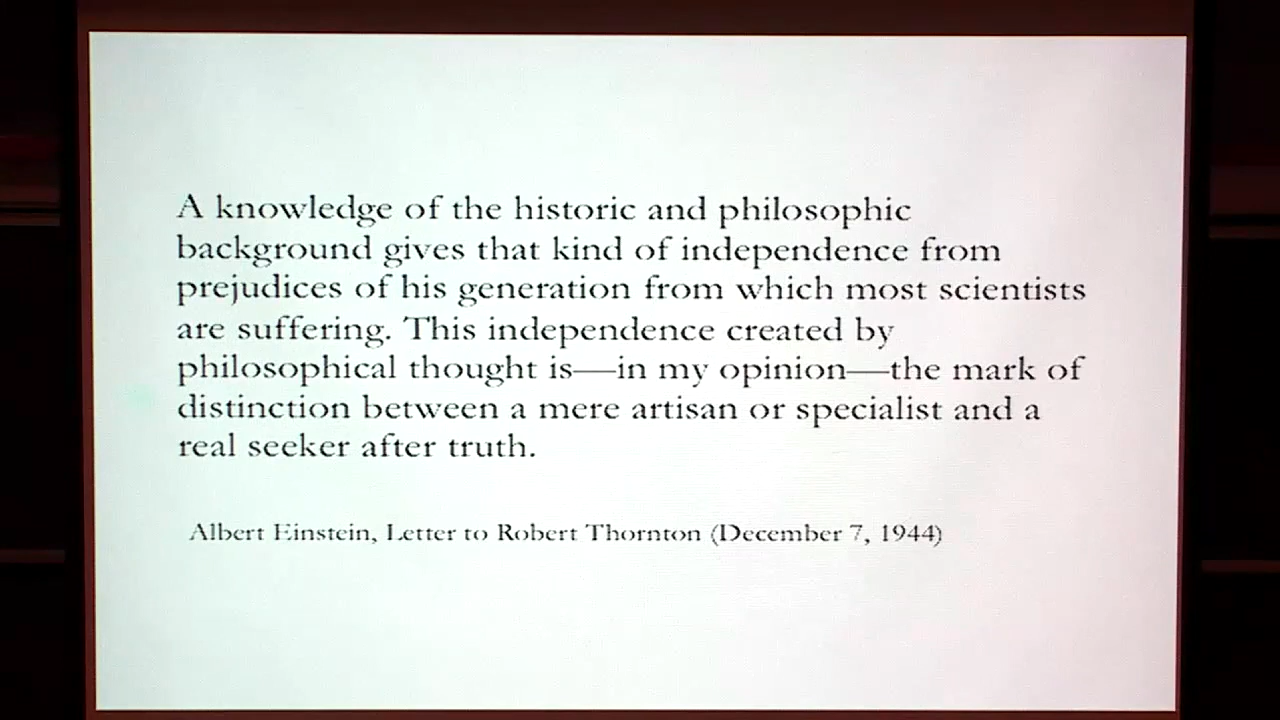 A knowledge of the historic and philosophic
background gives that kind of independence from
prejudices of his generation from which most scientists
are suffering. This independence created by
philosophical thought is—in my opinion—the mark of
distinction between a mere artisan or specialist and a
real seeker after truth.
Albert Einstein, Letter to Robert Thornton (December 7, 1944)